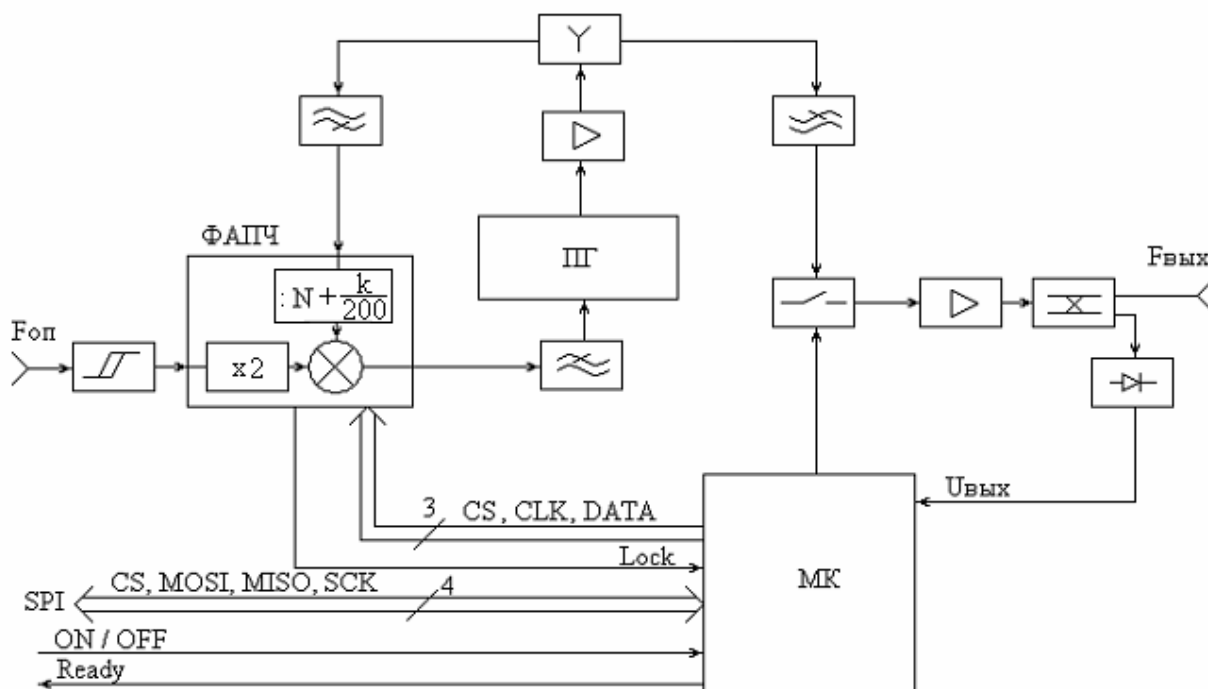 ФАПЧ
: N + k/200
Fоп
x2
ПГ
Fвых
Uвых
3 CS, CLK, DATA
Lock
МК
CS, MOSI, MISO, SCK 4
SPI
ON / OFF
Ready